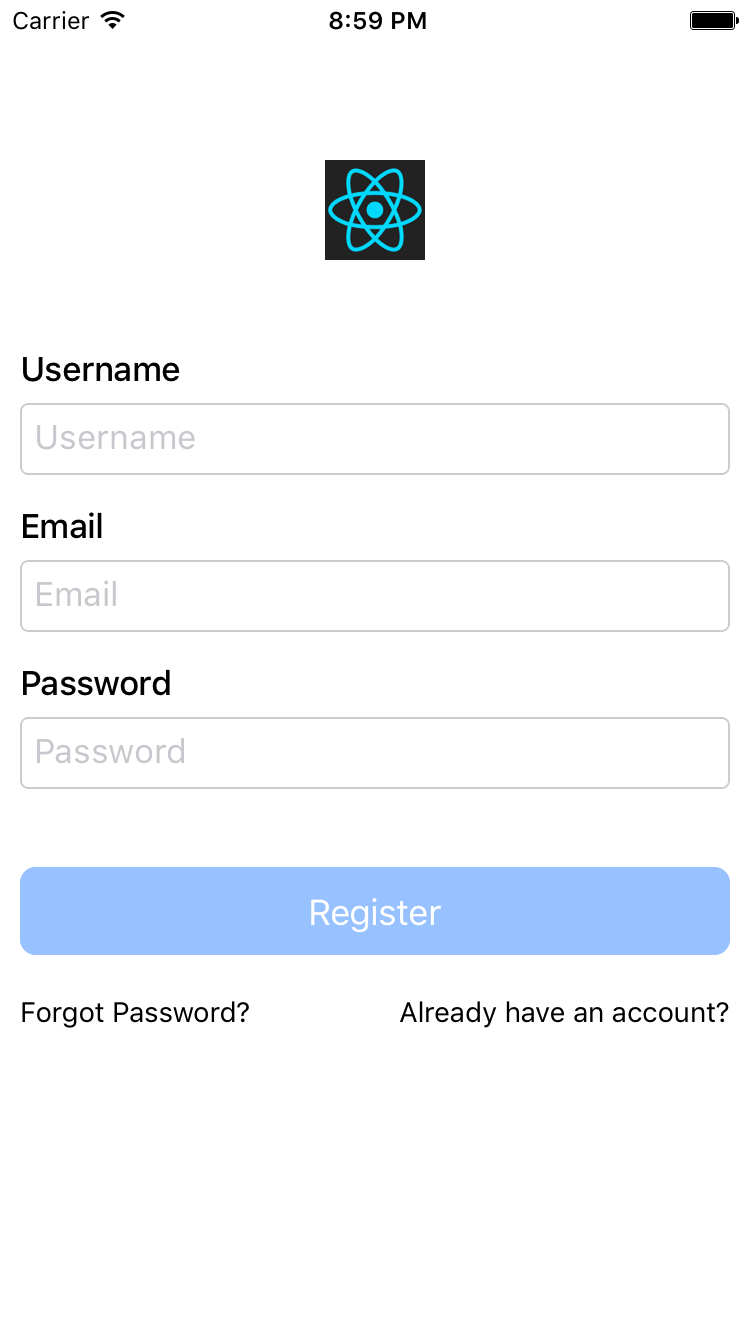 Carrier 8:59 PM
Username
Username
Email
Email
Password
Password
Register
Forgot Password? Already have an account?